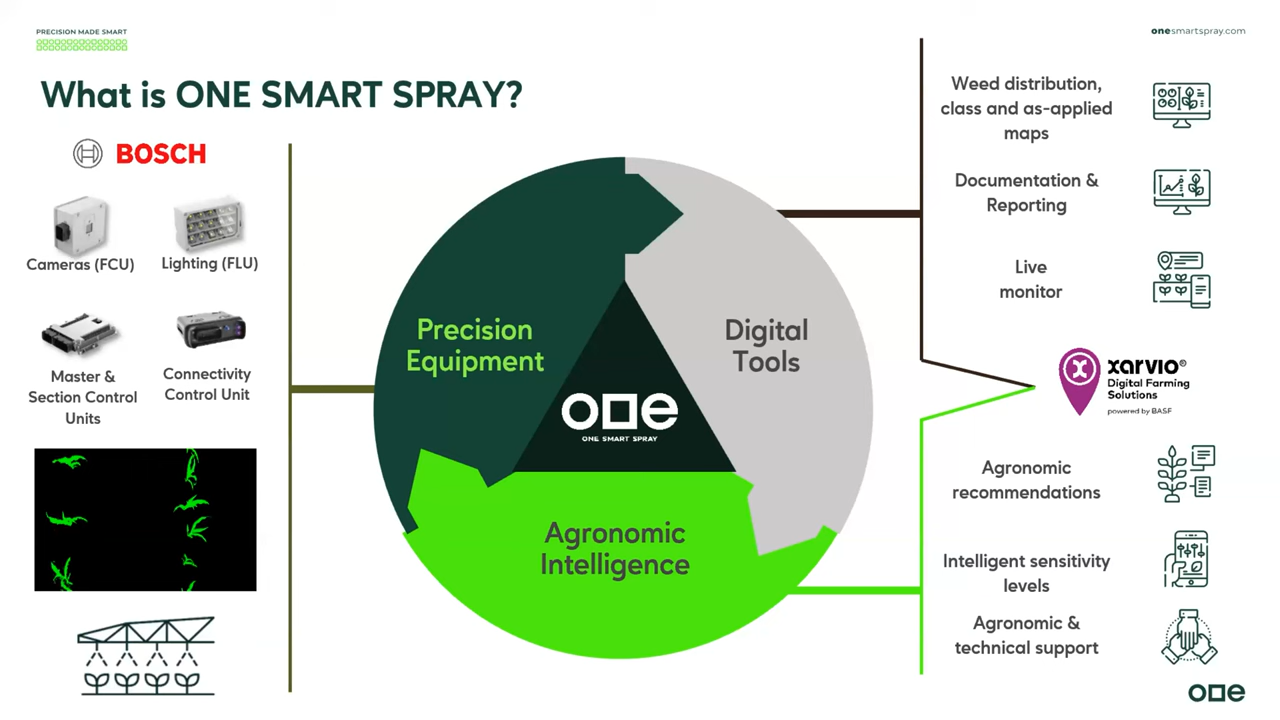 PRECISION MADE SMART
onesmartspray.com
What is ONE SMART SPRAY?
BOSCH
Cameras (FCU)
Lighting (FLU)
Master &
Section Control
Units
Connectivity
Control Unit
Precision
Equipment
Digital
Tools
Agronomic
Intelligence
one
ONE SMART SPRAY
Weed distribution,
class and as-applied
maps
Documentation &
Reporting
Live
monitor
xarvio®
Digital Farming
Solutions
powered by BASF
Agronomic
recommendations
Intelligent sensitivity
levels
Agronomic &
technical support
one